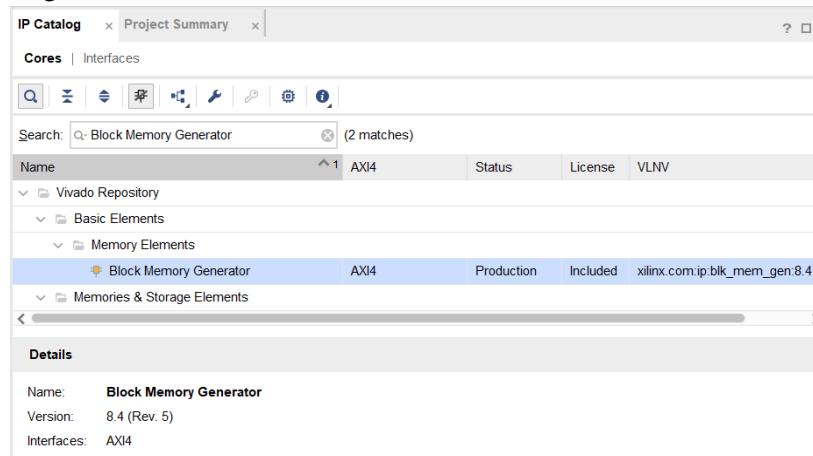 IP Catalog × Project Summary × ?
Cores | Interfaces
Search: Block Memory Generator (2 matches)
Name 1 AXI4 Status License VLNV
Vivado Repository
Basic Elements
Memory Elements
Block Memory Generator AXI4 Production Included xilinx.com:ip:blk_mem_gen:8.4
Memories & Storage Elements
Details
Name: Block Memory Generator
Version: 8.4 (Rev. 5)
Interfaces: AXI4